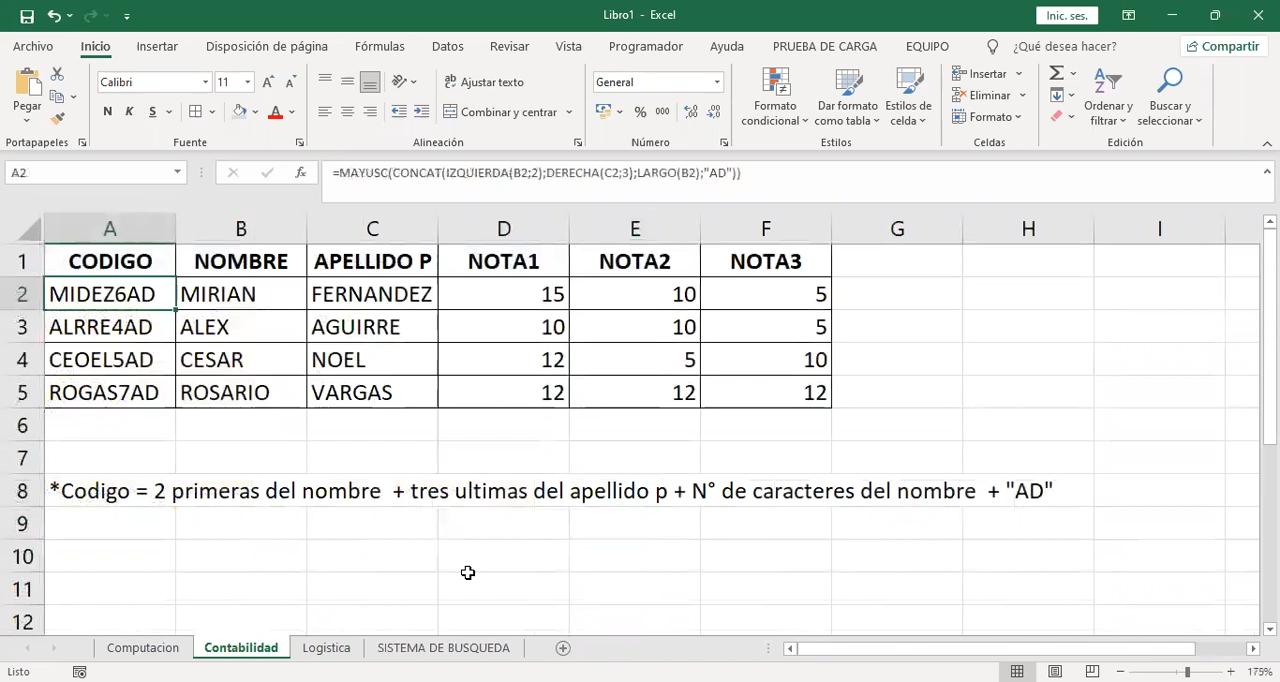 Libro1 - Excel
Inic. ses.
Archivo Inicio Insertar Disposición de página Fórmulas Datos Revisar Vista Programador Ayuda PRUEBA DE CARGA EQUIPO ¿Qué desea hacer? Compartir
Pegar
Calibri 11
N K S
Ajustar texto
Combinar y centrar
General
% 000
Formato condicional
Dar formato como tabla
Estilos de celda
Insertar
Eliminar
Formato
Ordenar y filtrar
Buscar y seleccionar
Portapapeles Fuente Alineación Número Estilos Celdas Edición
A2 fx =MAYUSC(CONCAT(IZQUIERDA(B2;2);DERECHA(C2;3);LARGO(B2);"AD"))
A B C D E F G H I
1 CODIGO NOMBRE APELLIDO P NOTA1 NOTA2 NOTA3
2 MIDEZ6AD MIRIAN FERNANDEZ 15 10 5
3 ALRRE4AD ALEX AGUIRRE 10 10 5
4 CEOEL5AD CESAR NOEL 12 5 10
5 ROGAS7AD ROSARIO VARGAS 12 12 12
6
7
8 *Codigo = 2 primeras del nombre + tres ultimas del apellido p + N° de caracteres del nombre + "AD"
9
10
11
12
Computacion Contabilidad Logistica SISTEMA DE BUSQUEDA
Listo 175%